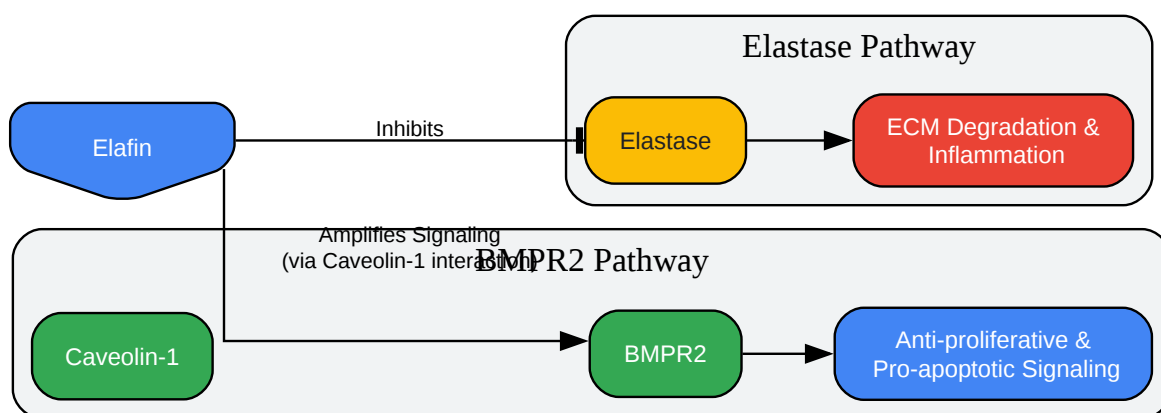 Elastase Pathway
Elafin
Inhibits
Elastase
ECM Degradation &
Inflammation
Amplifies Signaling
(via Caveolin-1 interaction)
BMPR2 Pathway
Caveolin-1
BMPR2
Anti-proliferative &
Pro-apoptotic Signaling